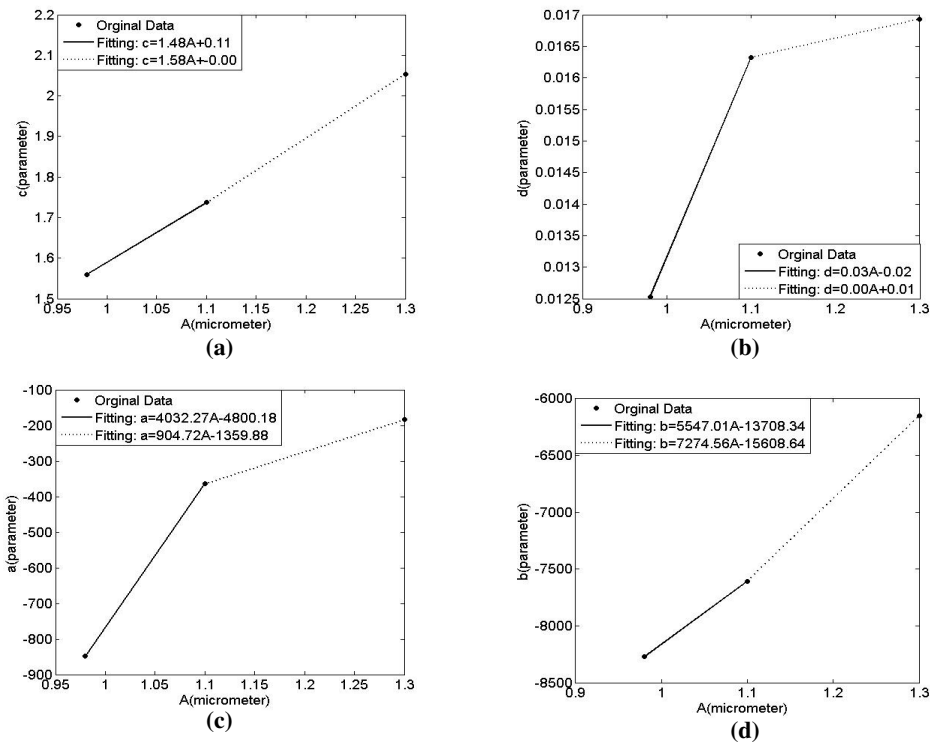 2.2
2.1
2
1.9
1.8
1.7
1.6
1.5
c(parameter)
Orginal Data
Fitting: c=1.48A+0.11
Fitting: c=1.58A+-0.00
0.95 1 1.05 1.1 1.15 1.2 1.25 1.3
A(micrometer)
(a)
0.017
0.0165
0.016
0.0155
0.015
0.0145
0.014
0.0135
0.013
0.0125
d(parameter)
Orginal Data
Fitting: d=0.03A-0.02
Fitting: d=0.00A+0.01
0.9 1 1.1 1.2 1.3
A(micrometer)
(b)
-100
-200
-300
-400
-500
-600
-700
-800
-900
a(parameter)
Orginal Data
Fitting: a=4032.27A-4800.18
Fitting: a=904.72A-1359.88
0.95 1 1.05 1.1 1.15 1.2 1.25 1.3
A(micrometer)
(c)
-6000
-6500
-7000
-7500
-8000
-8500
b(parameter)
Orginal Data
Fitting: b=5547.01A-13708.34
Fitting: b=7274.56A-15608.64
0.9 1 1.1 1.2 1.3
A(micrometer)
(d)